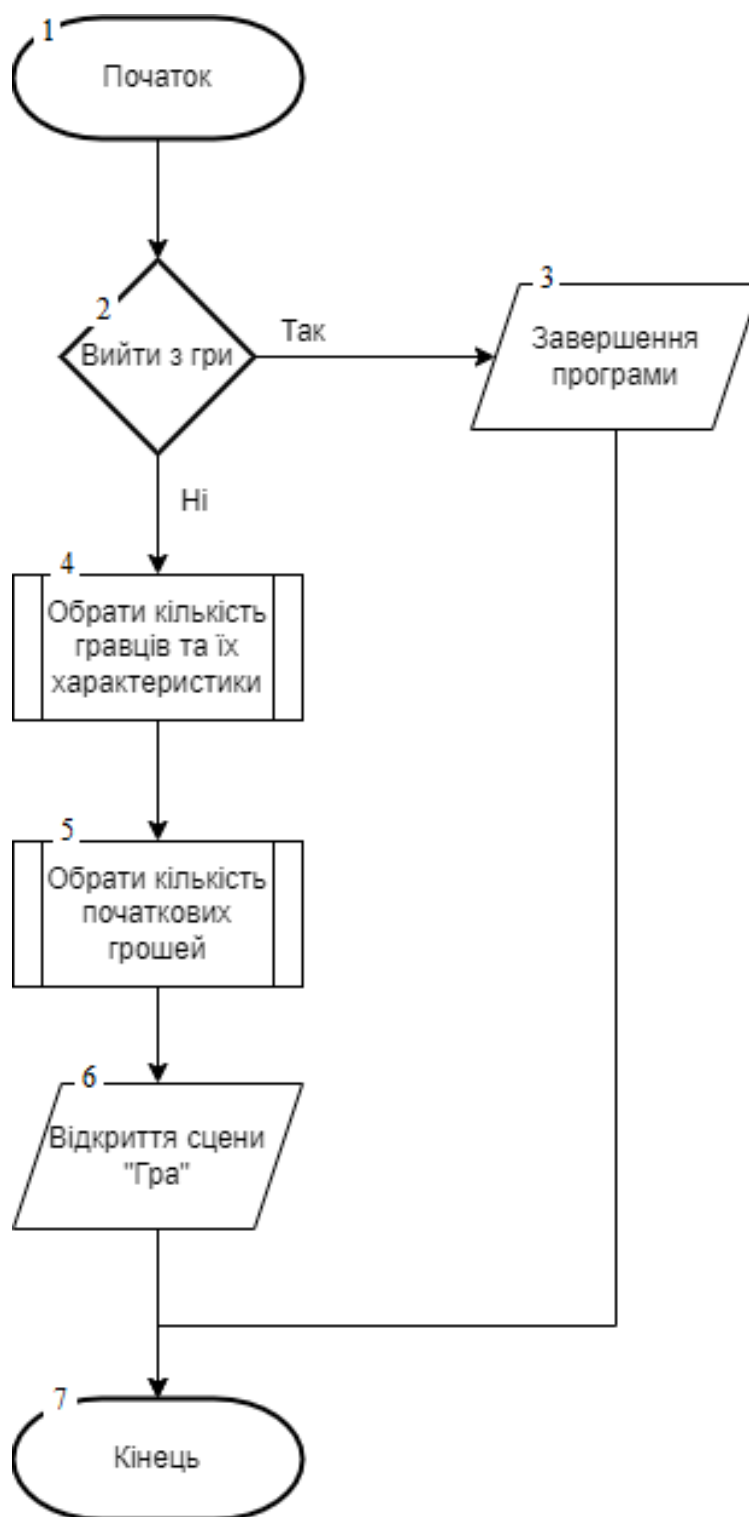 1
Початок
2
Вийти з гри
Так
3
Завершення
програми
Ні
4
Обрати кількість
гравців та їх
характеристики
5
Обрати кількість
початкових
грошей
6
Відкриття сцени
"Гра"
7
Кінець